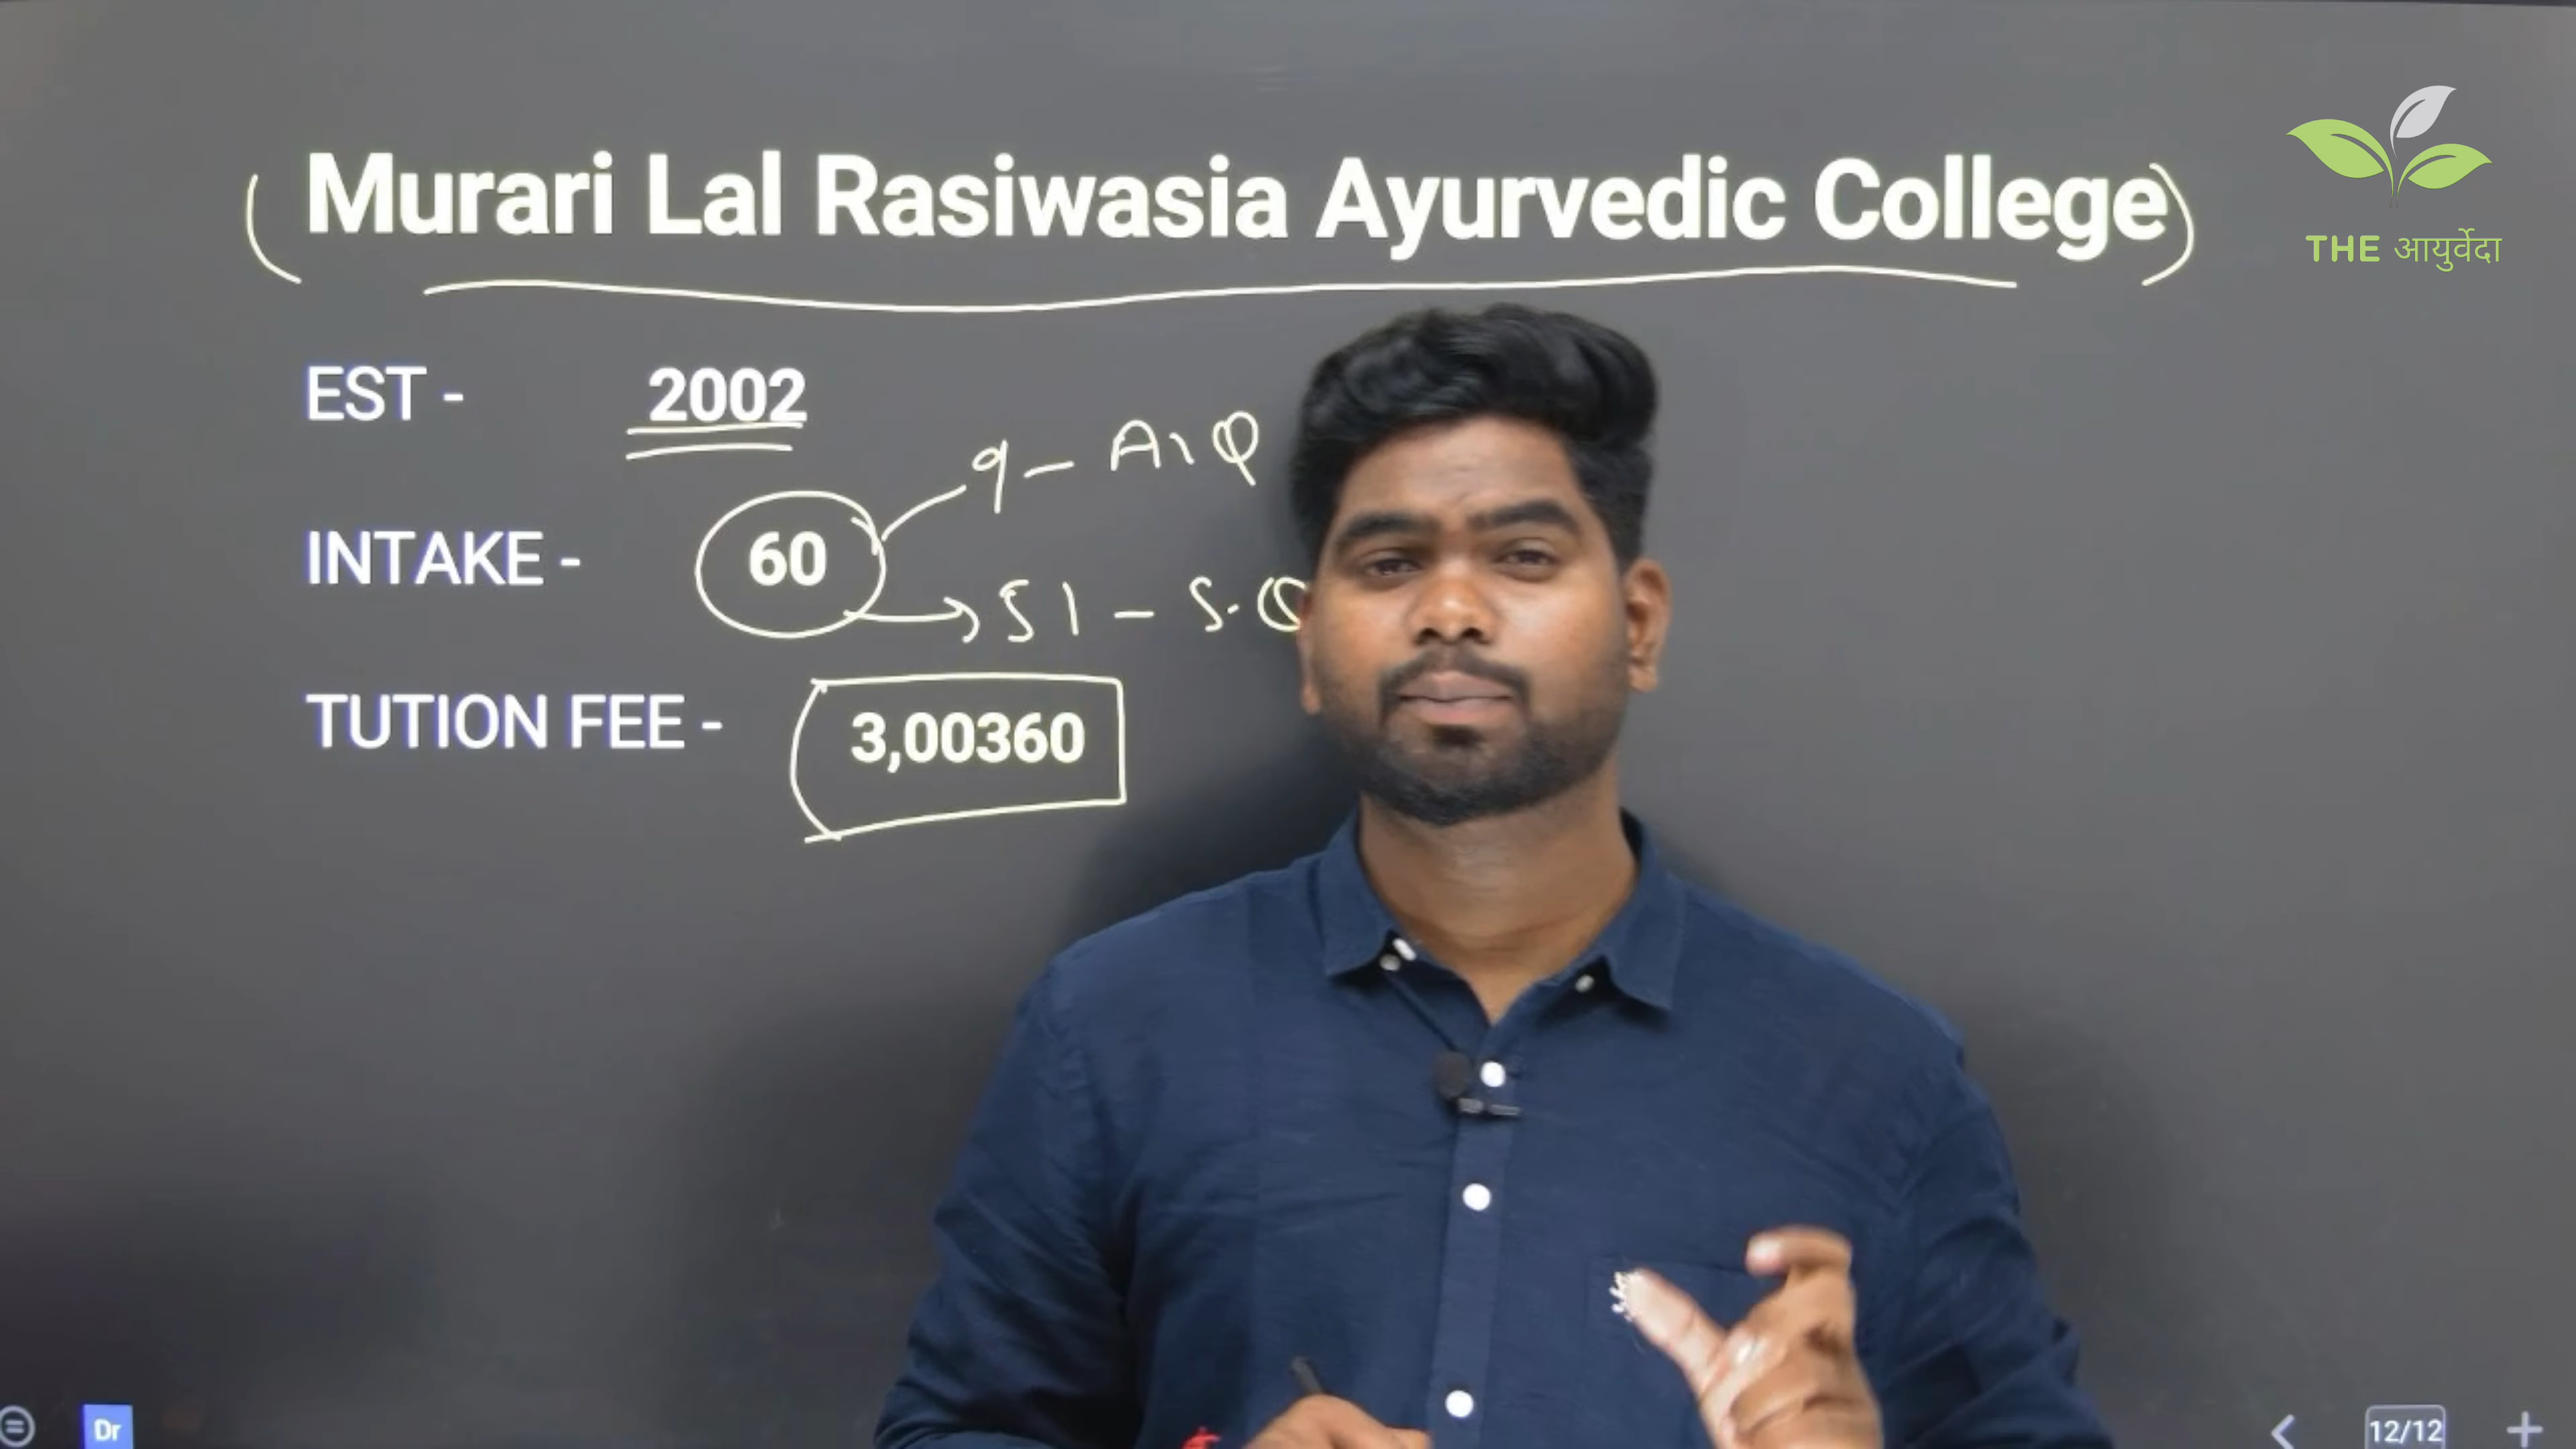 Murari Lal Rasiwasia Ayurvedic College
THE आयुर्वेदा
EST - 2002
9 - AIQ
INTAKE - 60
51 - S.Q
TUTION FEE - 3,00360
Dr
12/12